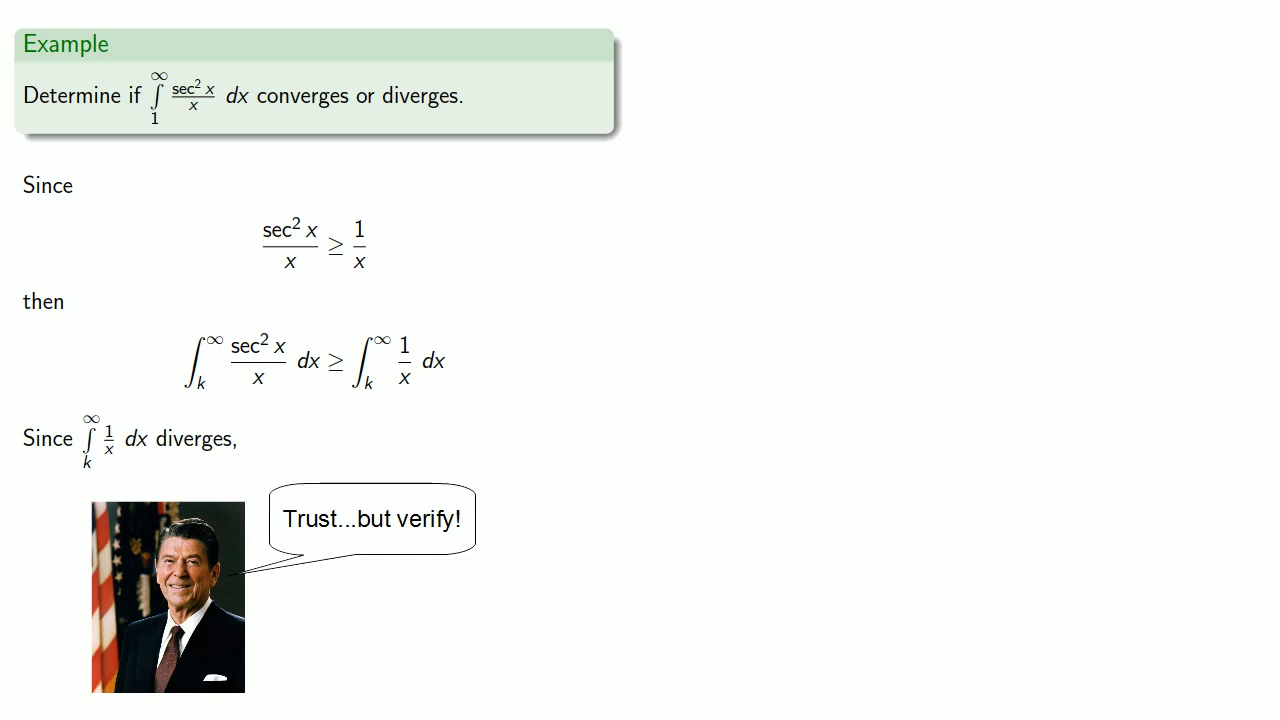 Example
Determine if ∫₁^∞ sec² x / x dx converges or diverges.
Since
sec² x / x ≥ 1 / x
then
∫ₖ^∞ sec² x / x dx ≥ ∫ₖ^∞ 1 / x dx
Since ∫ₖ^∞ 1 / x dx diverges,
Trust...but verify!